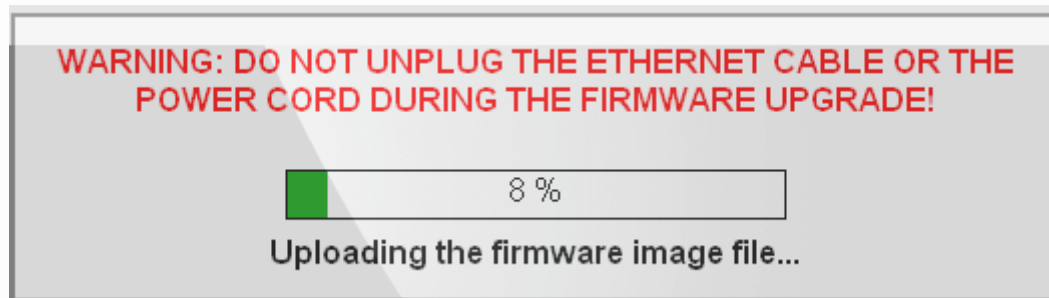 WARNING: DO NOT UNPLUG THE ETHERNET CABLE OR THE
POWER CORD DURING THE FIRMWARE UPGRADE!
8 %
Uploading the firmware image file...